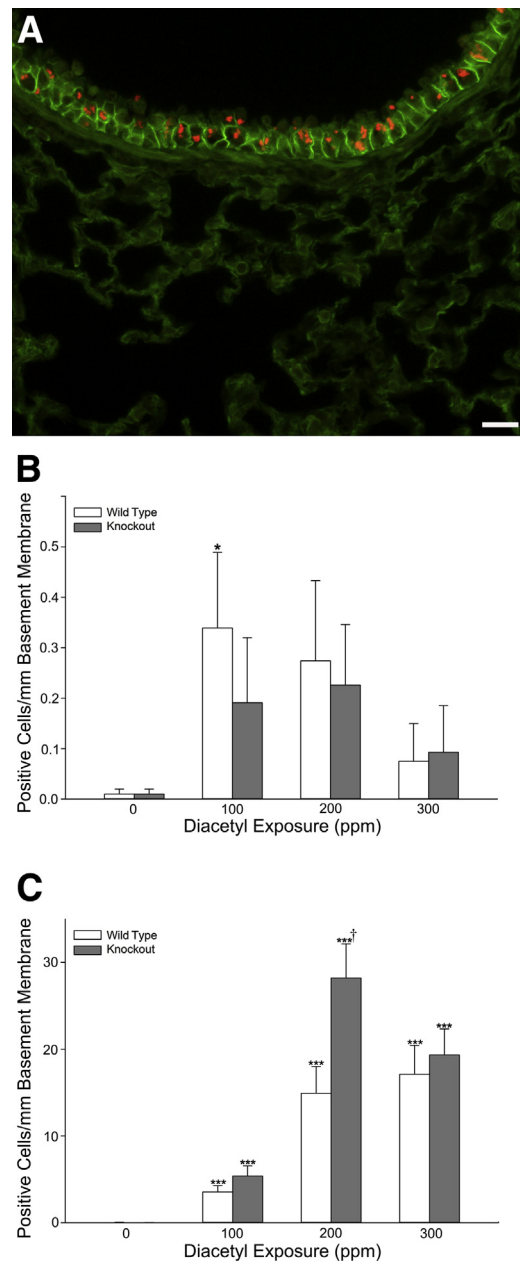 A
B
Positive Cells/mm Basement Membrane
Wild Type
Knockout
0.5
0.4
0.3
0.2
0.1
0.0
*
0
100
200
300
Diacetyl Exposure (ppm)
C
Positive Cells/mm Basement Membrane
Wild Type
Knockout
30
20
10
0
***
***
***
***†
***
***
0
100
200
300
Diacetyl Exposure (ppm)